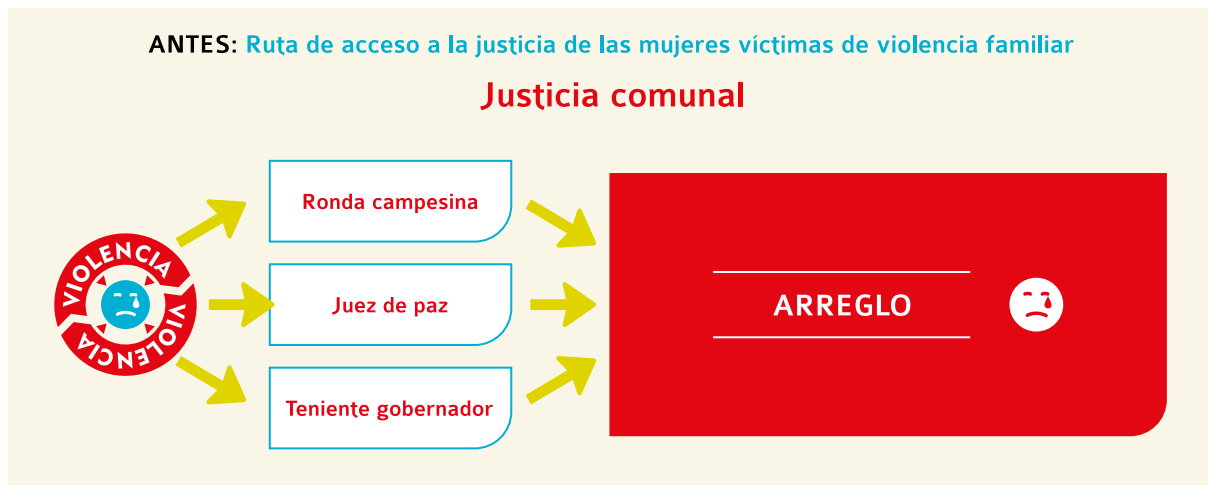 ANTES: Ruta de acceso a la justicia de las mujeres víctimas de violencia familiar
Justicia comunal
VIOLENCIA
VIOLENCIA
Ronda campesina
Juez de paz
Teniente gobernador
ARREGLO